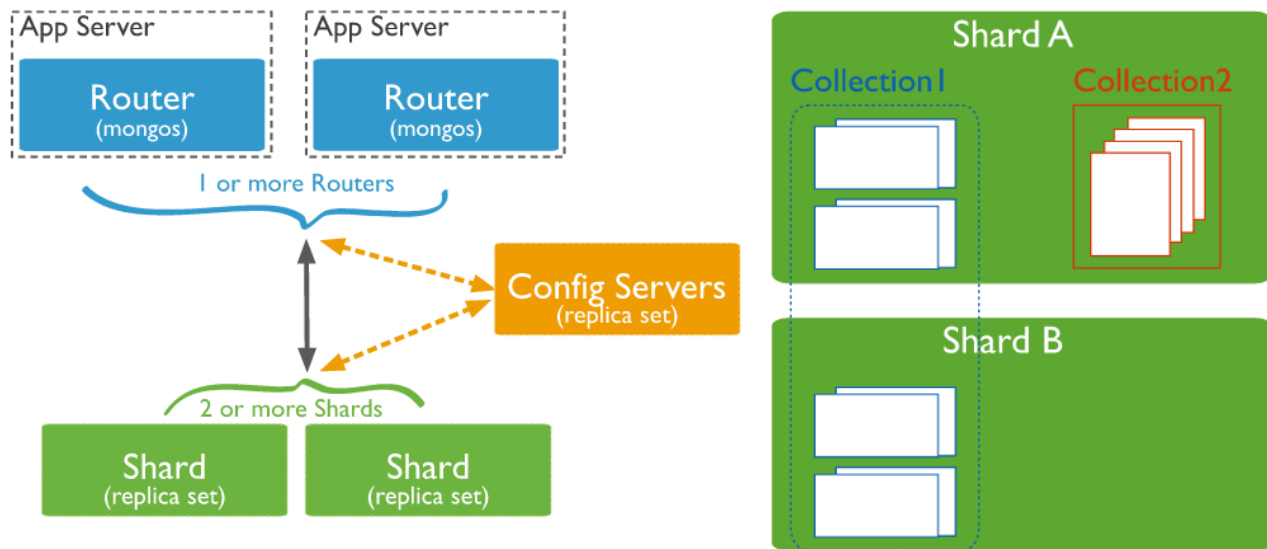 App Server
Router
(mongos)
App Server
Router
(mongos)
1 or more Routers
Config Servers
(replica set)
2 or more Shards
Shard
(replica set)
Shard
(replica set)
Shard A
Collection1
Collection2
Shard B